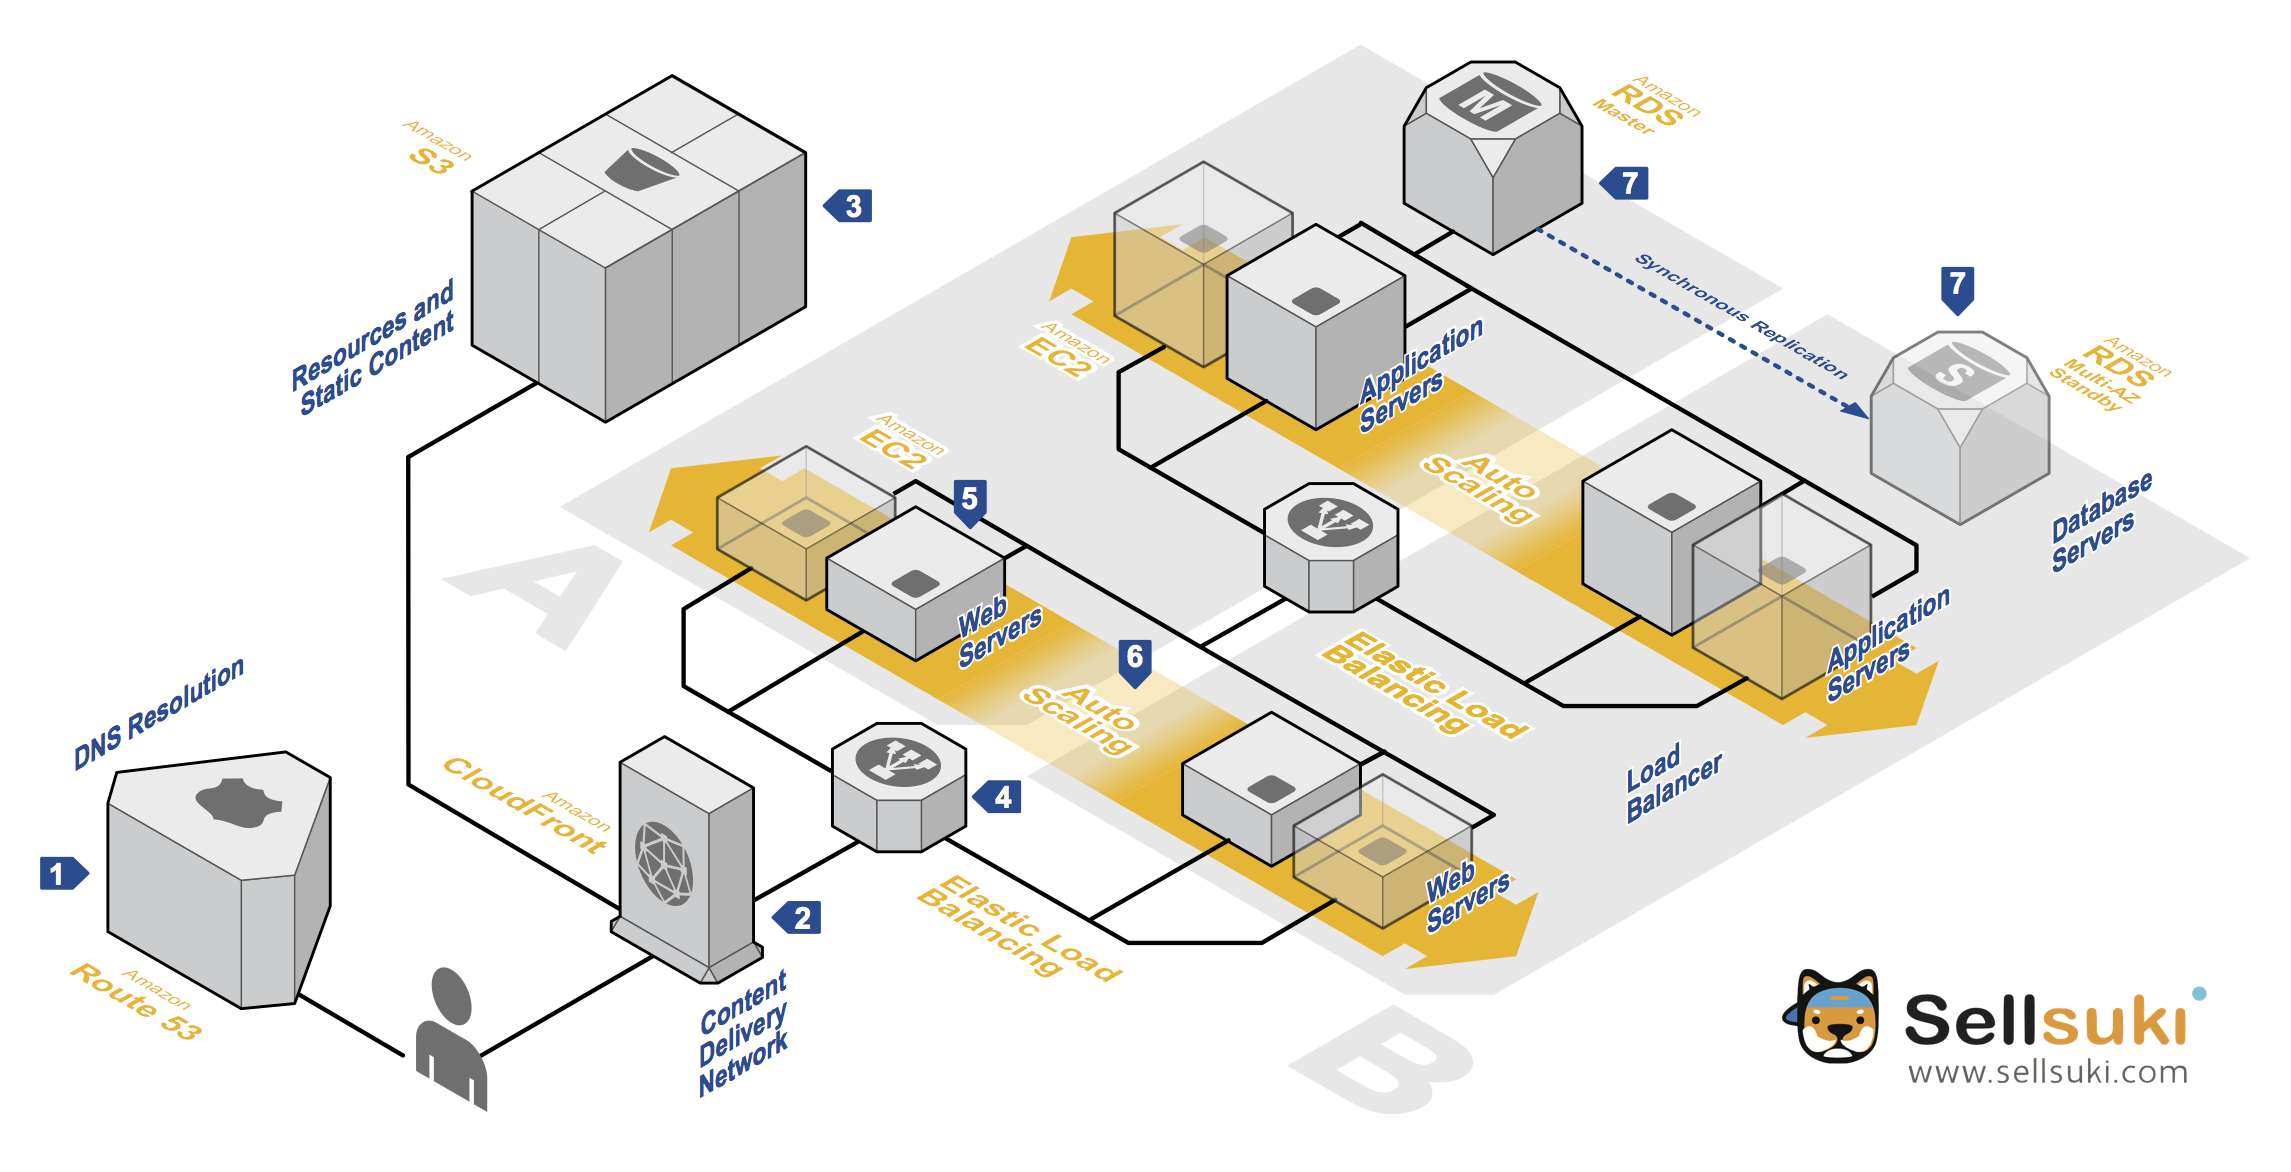 Amazon
S3
3
Resources and
Static Content
M
Amazon
RDS
Master
7
Synchronous Replication
7
S
Amazon
RDS
Multi-AZ
Standby
Database
Servers
Amazon
EC2
Application
Servers
Auto
Scaling
Application
Servers
Amazon
EC2
5
Web
Servers
6
Auto
Scaling
Elastic Load
Balancing
Load
Balancer
A
DNS Resolution
1
Amazon
Route 53
Amazon
CloudFront
2
Content
Delivery
Network
4
Elastic Load
Balancing
Web
Servers
B
Sellsuki
www.sellsuki.com